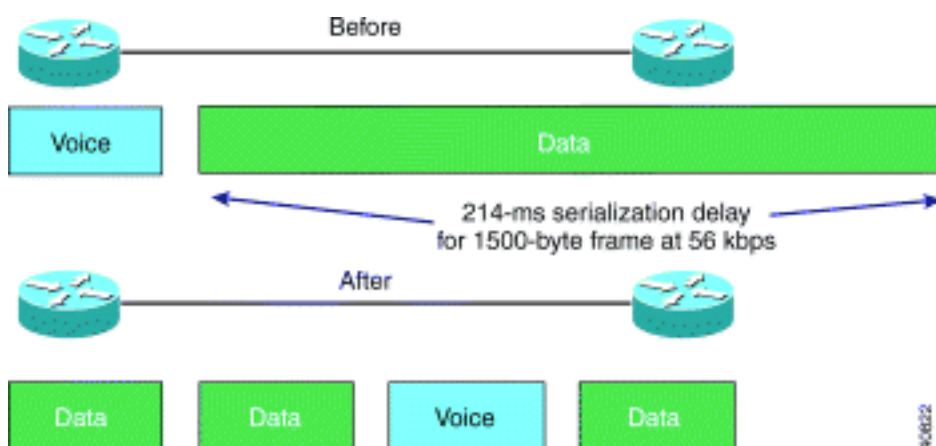 Before
Voice
Data
214-ms serialization delay
for 1500-byte frame at 56 kbps
After
Data
Data
Voice
Data